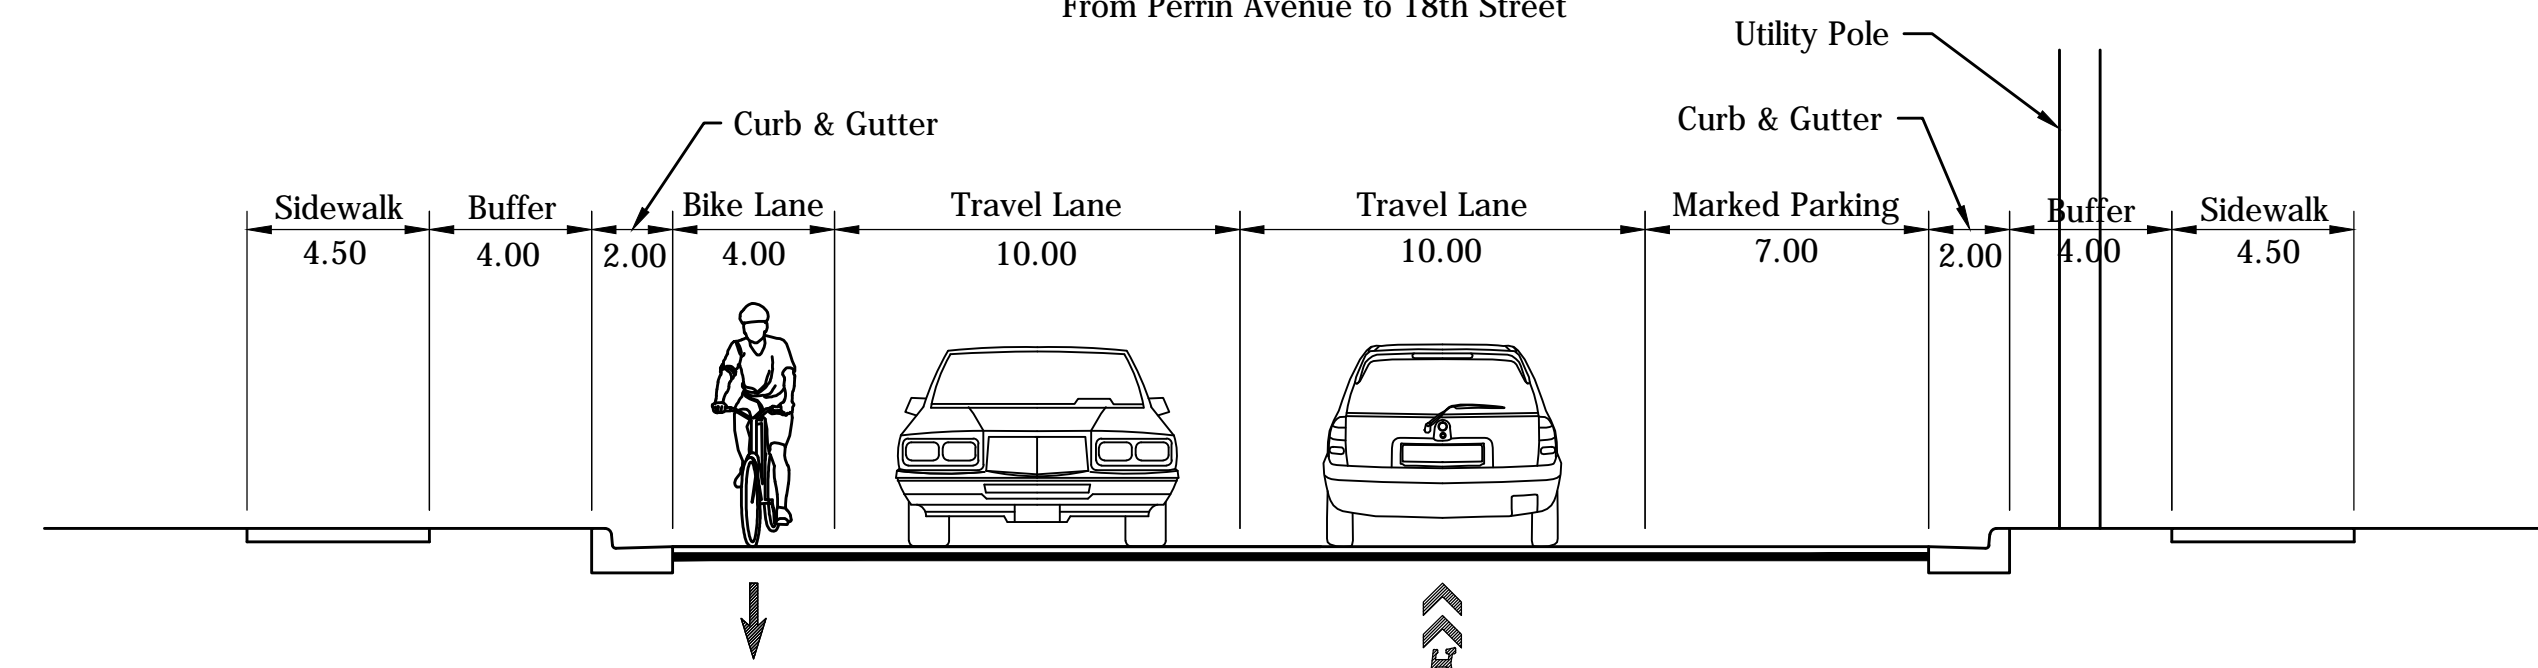 From Perrin Avenue to 18th Street
Utility Pole
Curb & Gutter
Curb & Gutter
Sidewalk
Buffer
Bike Lane
Travel Lane
Travel Lane
Marked Parking
Buffer
Sidewalk
4.50
4.00
2.00
4.00
10.00
10.00
7.00
2.00
4.00
4.50